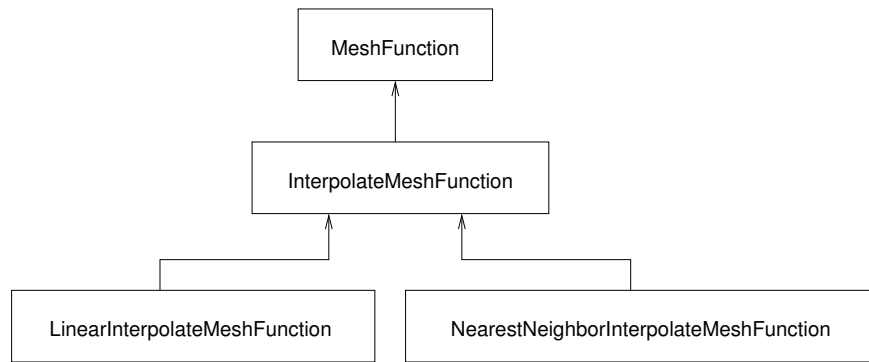 MeshFunction
InterpolateMeshFunction
LinearInterpolateMeshFunction
NearestNeighborInterpolateMeshFunction